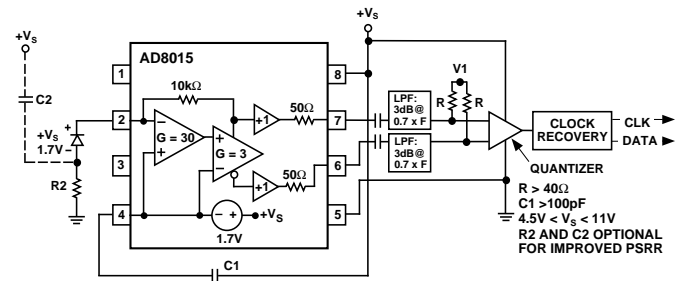 +VS
C2
+VS
1.7V
+
–
R2
AD8015
1
2
3
4
8
7
6
5
10kΩ
–
+
G = 30
+
–
G = 3
+1
50Ω
50Ω
+1
– +
+VS
1.7V
C1
+VS
LPF:
3dB@
0.7 x F
LPF:
3dB@
0.7 x F
V1
R
R
QUANTIZER
CLOCK
RECOVERY
CLK
DATA
R > 40Ω
C1 >100pF
4.5V < VS < 11V
R2 AND C2 OPTIONAL
FOR IMPROVED PSRR